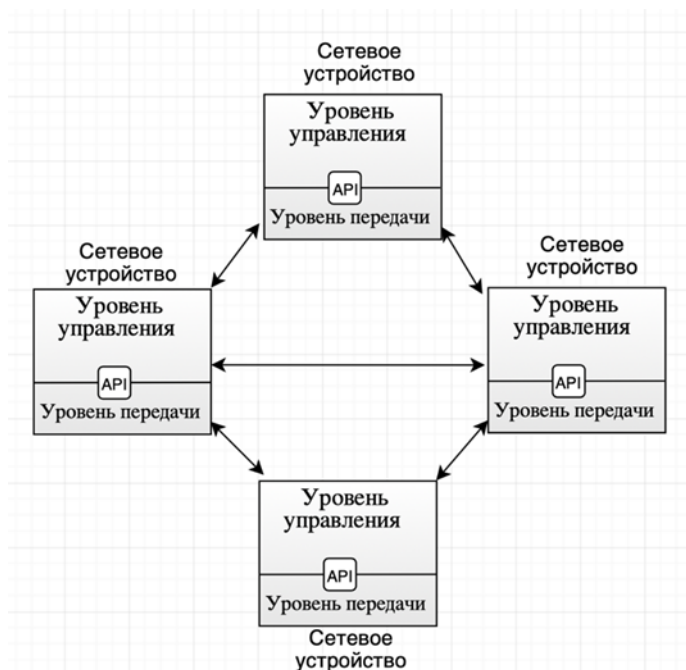 Сетевое
устройство
Уровень
управления
API
Уровень передачи
Сетевое
устройство
Уровень
управления
API
Уровень передачи
Сетевое
устройство
Уровень
управления
API
Уровень передачи
Уровень
управления
API
Уровень передачи
Сетевое
устройство